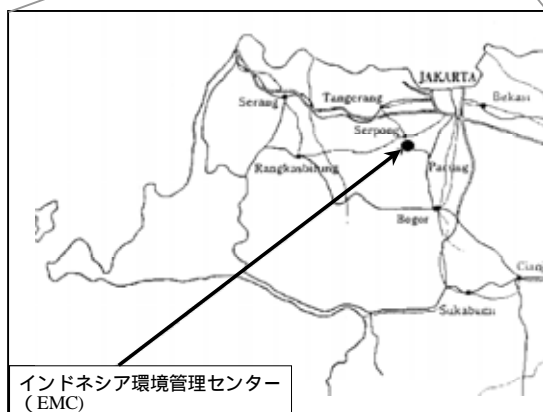 JAKARTA
Tangerang
Bekasi
Serang
Serpong
Rangkasbitung
Parung
Bogor
Cian
Sukabumi
インドネシア環境管理センター
（EMC)